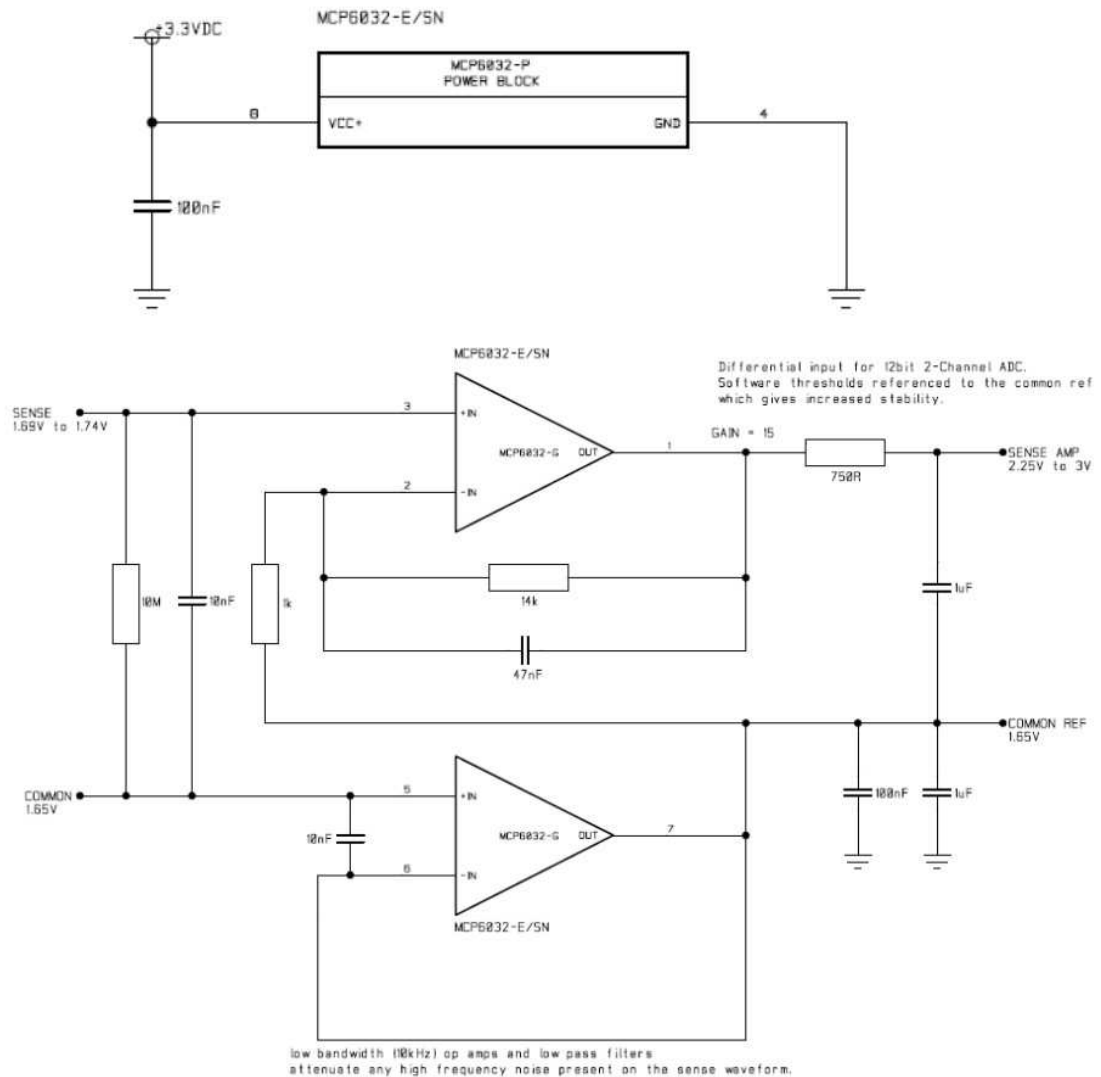 +3.3VDC
MCP6032-E/SN
MCP6032-P
POWER BLOCK
8
VCC+
GND
4
100nF
MCP6032-E/SN
Differential input for 12bit 2-Channel ADC.
Software thresholds referenced to the common ref
which gives increased stability.
SENSE
1.69V to 1.74V
3
+IN
MCP6032-G
OUT
1
GAIN = 15
750R
SENSE AMP
2.25V to 3V
2
-IN
10M
10nF
1k
14k
47nF
1uF
COMMON REF
1.65V
COMMON
1.65V
5
+IN
100nF
1uF
10nF
MCP6032-G
OUT
7
6
-IN
MCP6032-E/SN
low bandwidth (10kHz) op amps and low pass filters
attenuate any high frequency noise present on the sense waveform.